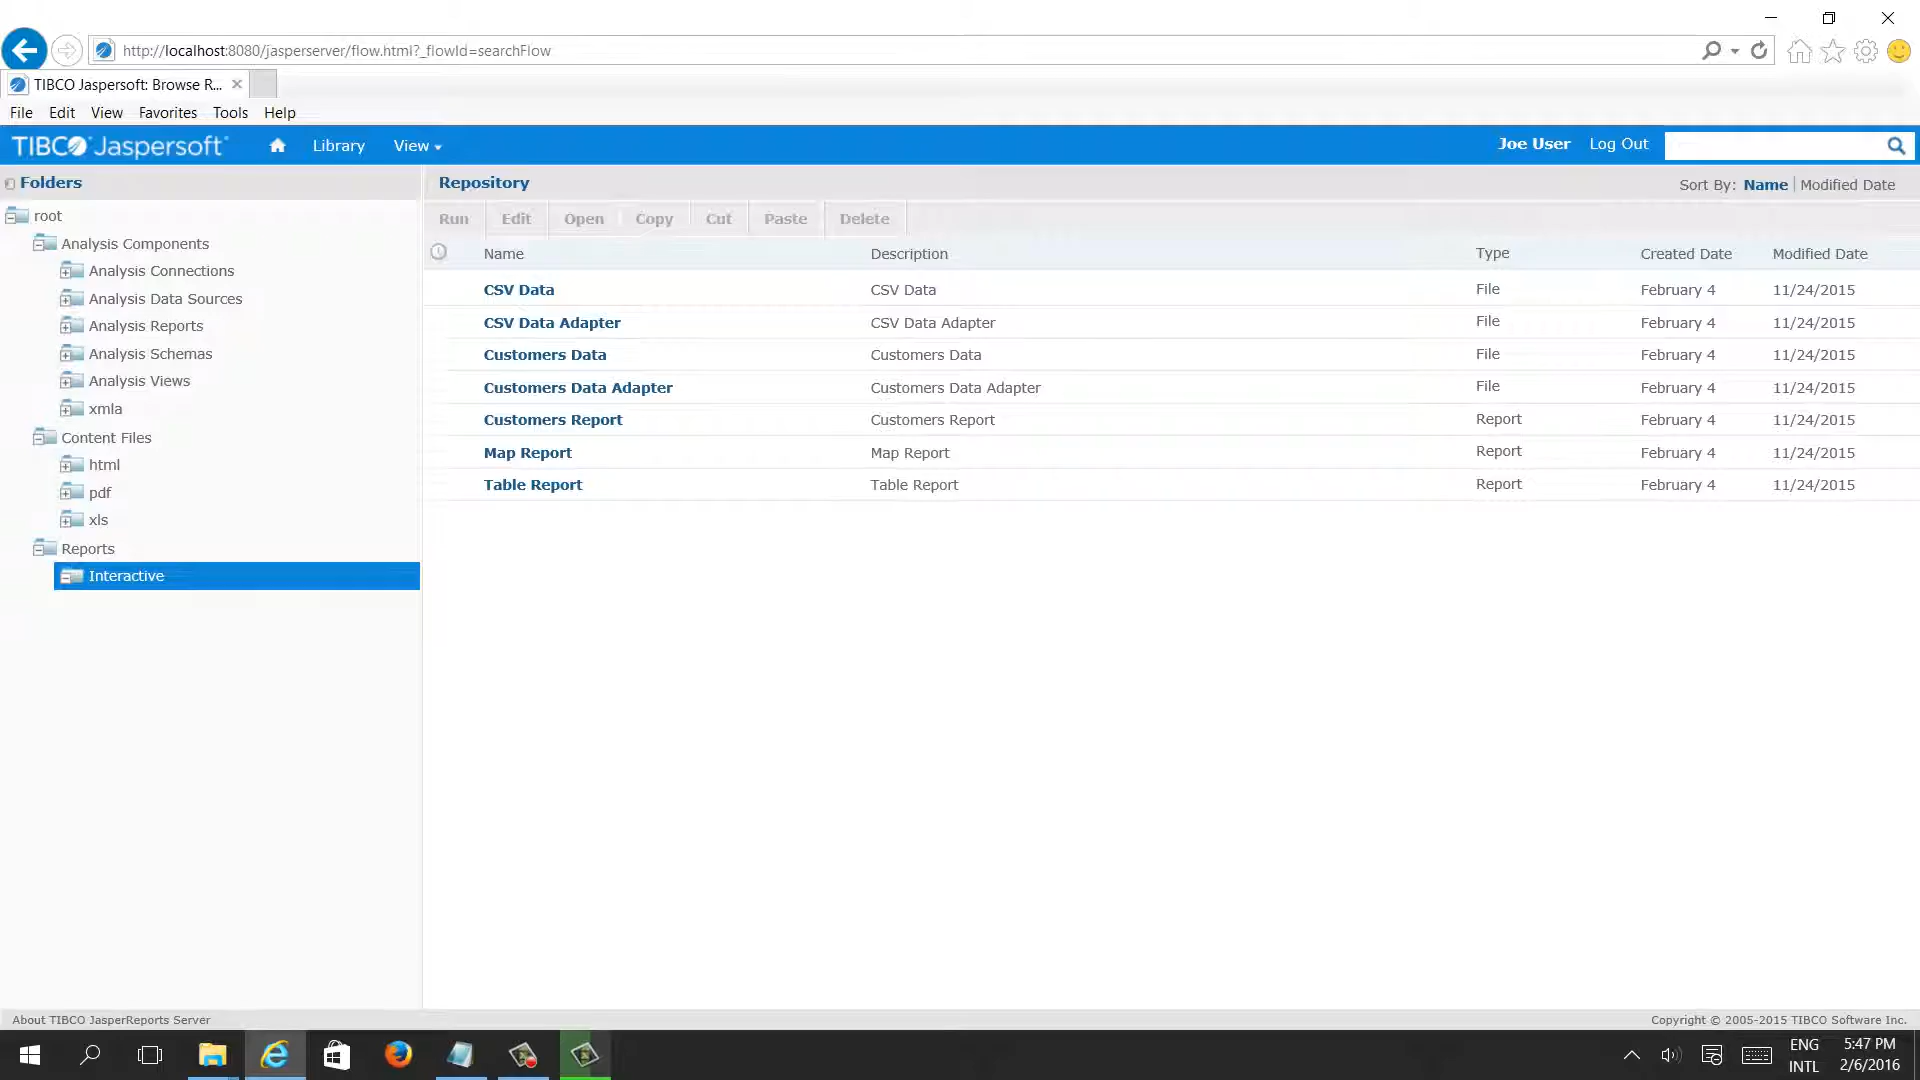 http://localhost:8080/jasperserver/flow.html?_flowId=searchFlow
TIBCO Jaspersoft: Browse R...
File Edit View Favorites Tools Help
TIBCO Jaspersoft Library View Joe User Log Out
Folders
root
Analysis Components
Analysis Connections
Analysis Data Sources
Analysis Reports
Analysis Schemas
Analysis Views
xmla
Content Files
html
pdf
xls
Reports
Interactive
Repository Sort By: Name | Modified Date
Run Edit Open Copy Cut Paste Delete
Name Description Type Created Date Modified Date
CSV Data CSV Data File February 4 11/24/2015
CSV Data Adapter CSV Data Adapter File February 4 11/24/2015
Customers Data Customers Data File February 4 11/24/2015
Customers Data Adapter Customers Data Adapter File February 4 11/24/2015
Customers Report Customers Report Report February 4 11/24/2015
Map Report Map Report Report February 4 11/24/2015
Table Report Table Report Report February 4 11/24/2015
About TIBCO JasperReports Server Copyright © 2005-2015 TIBCO Software Inc.
ENG 5:47 PM
INTL 2/6/2016